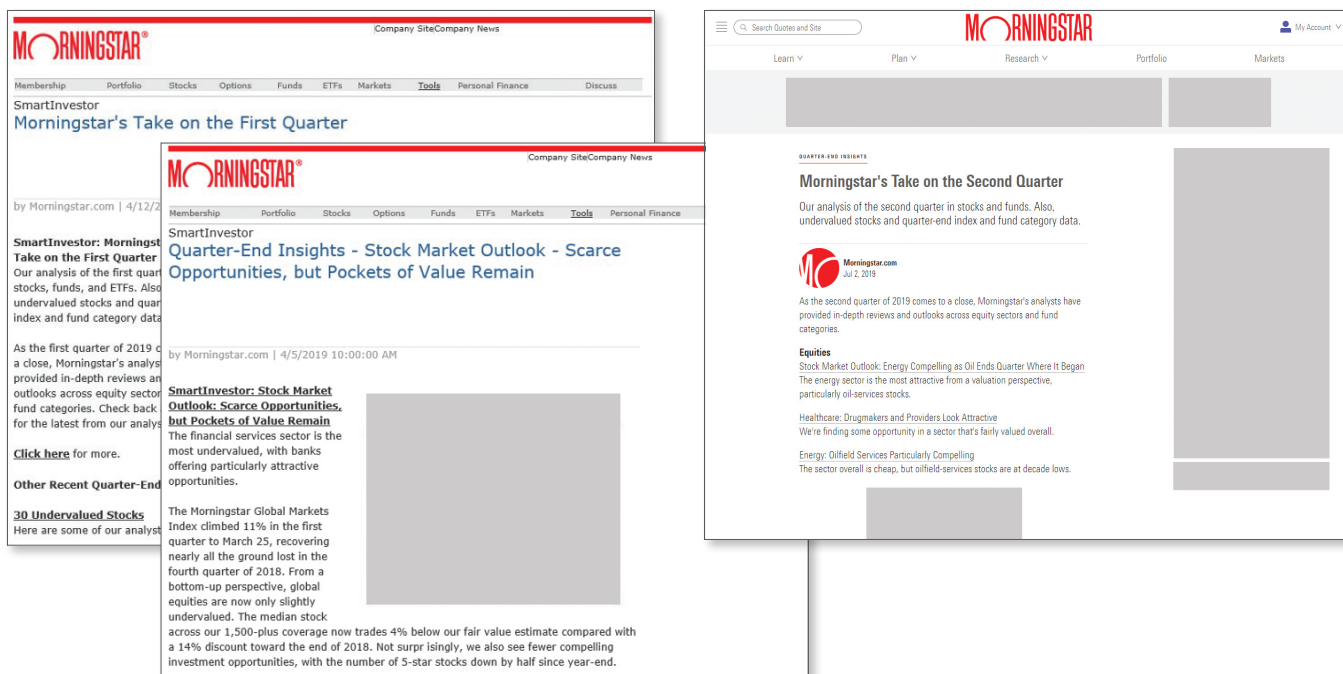 Company SiteCompany News
MORNINGSTAR®
Membership Portfolio Stocks Options Funds ETFs Markets Tools Personal Finance Discuss
SmartInvestor
Morningstar's Take on the First Quarter
by Morningstar.com | 4/12/2
SmartInvestor: Morningst
Take on the First Quarter
Our analysis of the first quart
stocks, funds, and ETFs. Also
undervalued stocks and quar
index and fund category data
As the first quarter of 2019 c
a close, Morningstar's analys
provided in-depth reviews an
outlooks across equity sector
fund categories. Check back
for the latest from our analys
Click here for more.
Other Recent Quarter-End
30 Undervalued Stocks
Here are some of our analyst
Company SiteCompany News
MORNINGSTAR®
Membership Portfolio Stocks Options Funds ETFs Markets Tools Personal Finance
SmartInvestor
Quarter-End Insights - Stock Market Outlook - Scarce
Opportunities, but Pockets of Value Remain
by Morningstar.com | 4/5/2019 10:00:00 AM
SmartInvestor: Stock Market
Outlook: Scarce Opportunities,
but Pockets of Value Remain
The financial services sector is the
most undervalued, with banks
offering particularly attractive
opportunities.
The Morningstar Global Markets
Index climbed 11% in the first
quarter to March 25, recovering
nearly all the ground lost in the
fourth quarter of 2018. From a
bottom-up perspective, global
equities are now only slightly
undervalued. The median stock
across our 1,500-plus coverage now trades 4% below our fair value estimate compared with
a 14% discount toward the end of 2018. Not surpr isingly, we also see fewer compelling
investment opportunities, with the number of 5-star stocks down by half since year-end.
Search Quotes and Site
MORNINGSTAR
My Account
Learn Plan Research Portfolio Markets
QUARTER-END INSIGHTS
Morningstar's Take on the Second Quarter
Our analysis of the second quarter in stocks and funds. Also,
undervalued stocks and quarter-end index and fund category data.
Morningstar.com
Jul 2, 2019
As the second quarter of 2019 comes to a close, Morningstar's analysts have
provided in-depth reviews and outlooks across equity sectors and fund
categories.
Equities
Stock Market Outlook: Energy Compelling as Oil Ends Quarter Where It Began
The energy sector is the most attractive from a valuation perspective,
particularly oil-services stocks.
Healthcare: Drugmakers and Providers Look Attractive
We're finding some opportunity in a sector that's fairly valued overall.
Energy: Oilfield Services Particularly Compelling
The sector overall is cheap, but oilfield-services stocks are at decade lows.